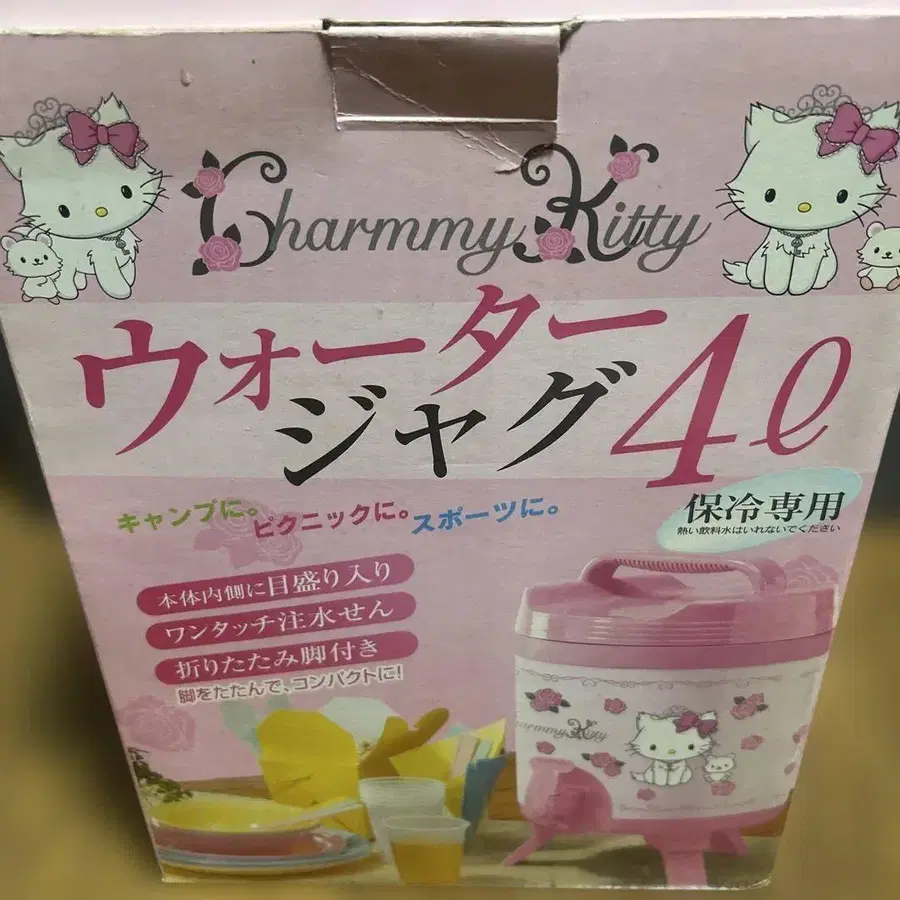 Charmmy Kitty
ウォーター
ジャグ 4ℓ
保冷専用
熱い飲料水はいれないでください
キャンプに。ピクニックに。スポーツに。
本体内側に目盛り入り
ワンタッチ注水せん
折りたたみ脚付き
脚をたたんで、コンパクトに!
harmmy Kitty